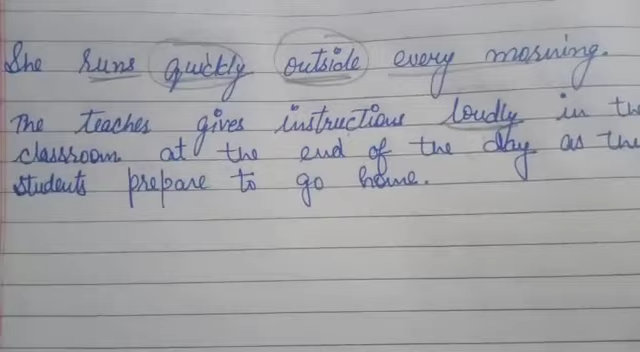 She runs quickly outside every morning.
The teaches gives instructions loudly in the
classroom at the end of the day as the
students prepare to go home.